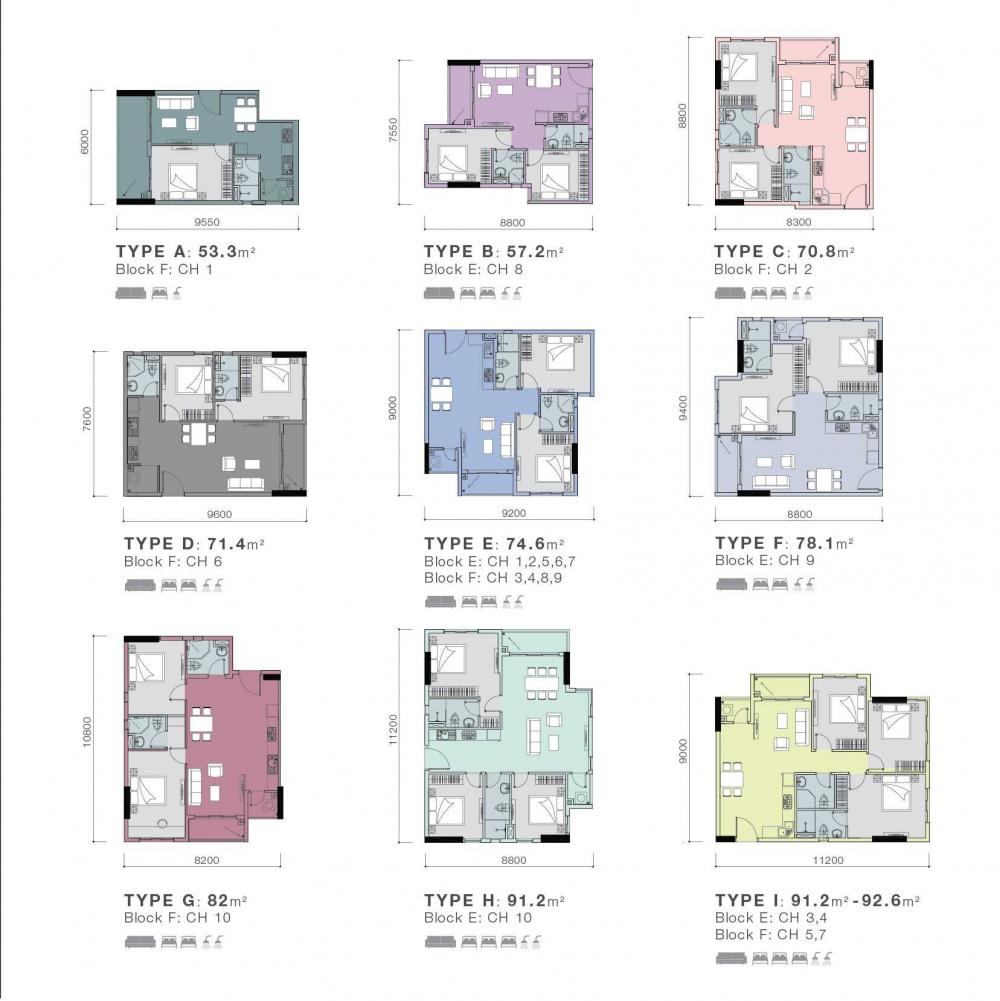 6000
9550
TYPE A: 53.3m²
Block F: CH 1
7550
8800
TYPE B: 57.2m²
Block E: CH 8
8800
8300
TYPE C: 70.8m²
Block F: CH 2
7600
9600
TYPE D: 71.4m²
Block F: CH 6
9000
9200
TYPE E: 74.6m²
Block E: CH 1,2,5,6,7
Block F: CH 3,4,8,9
9400
8800
TYPE F: 78.1m²
Block E: CH 9
10800
8200
TYPE G: 82m²
Block F: CH 10
11200
8800
TYPE H: 91.2m²
Block E: CH 10
9000
11200
TYPE I: 91.2m² -92.6m²
Block E: CH 3,4
Block F: CH 5,7